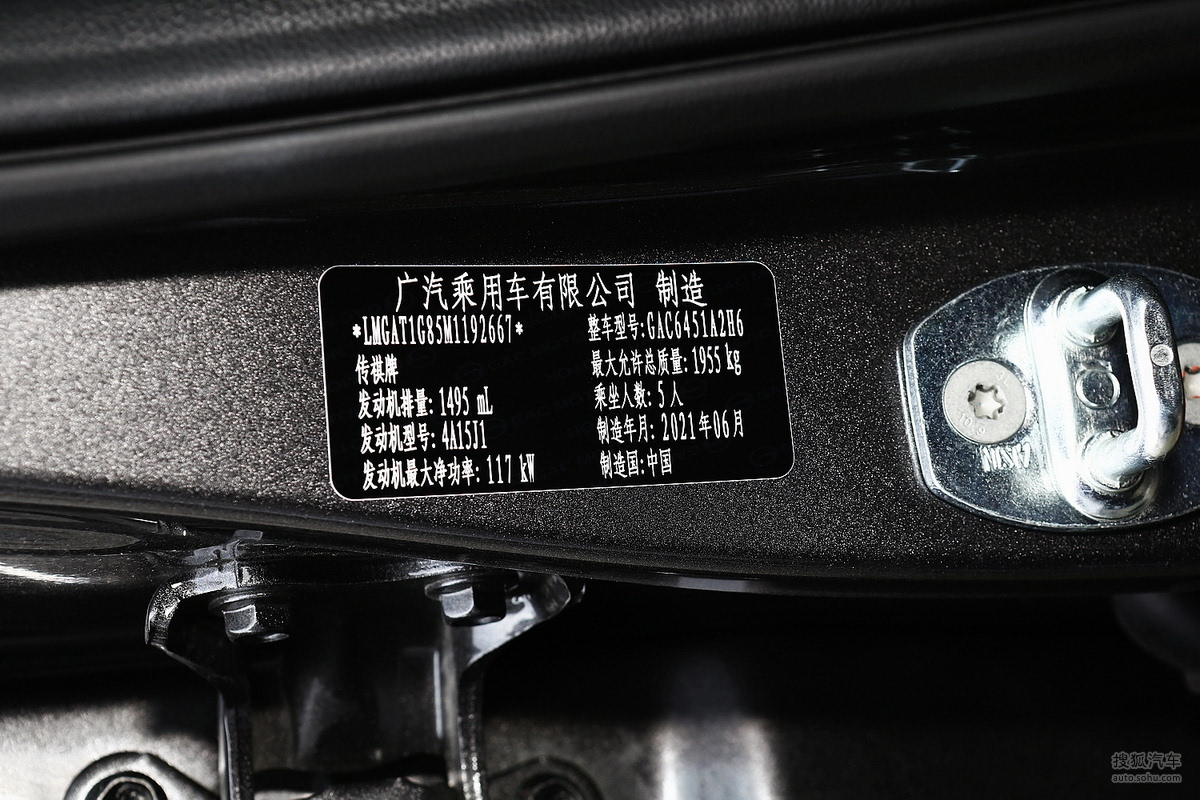 广汽乘用车有限公司 制造
*LMGAT1G85M1192667*
整车型号:GAC6451A2H6
传祺牌
最大允许总质量:1955 kg
发动机排量:1495 mL
乘坐人数:5人
发动机型号:4A15J1
制造年月:2021年06月
发动机最大净功率:117 kW
制造国:中国
搜狐汽车
auto.sohu.com